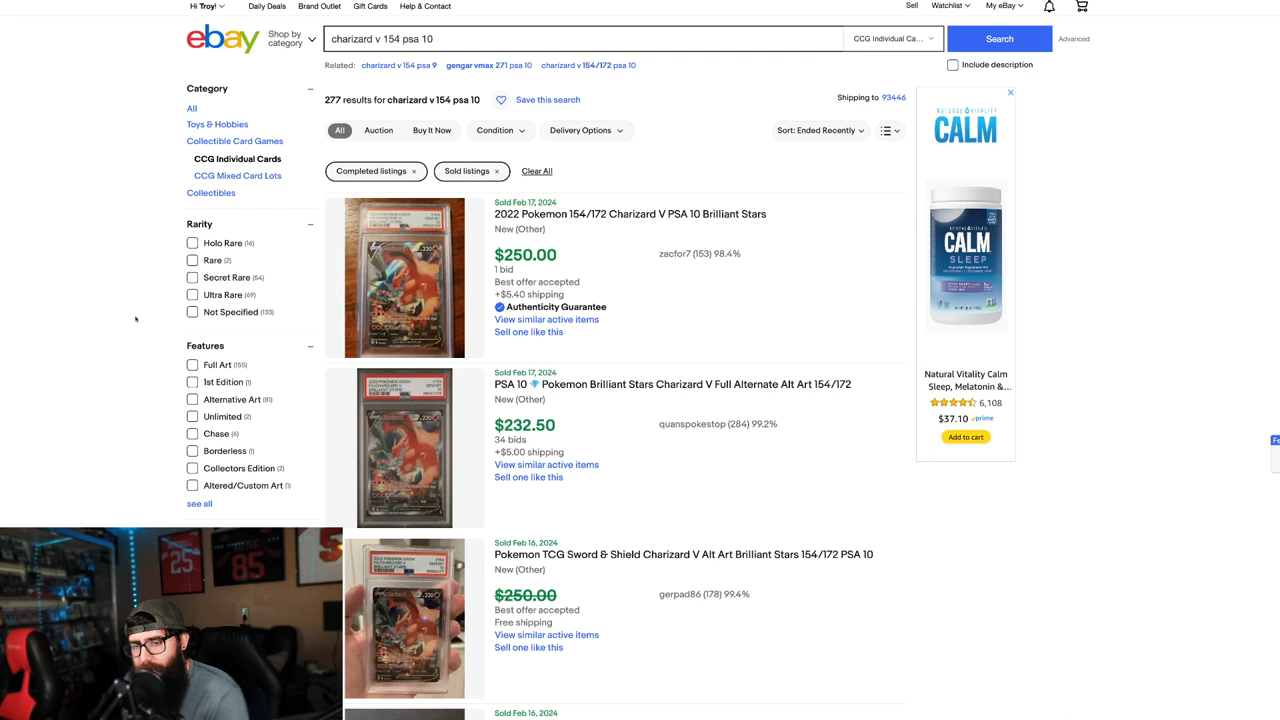 Hi Troy!
Daily Deals
Brand Outlet
Gift Cards
Help & Contact
Sell
Watchlist
My eBay
ebay
Shop by
category
charizard v 154 psa 10
CCG Individual Ca...
Search
Advanced
Related:
charizard v 154 psa 9
gengar vmax 271 psa 10
charizard v 154/172 psa 10
Include description
Category
All
Toys & Hobbies
Collectible Card Games
CCG Individual Cards
CCG Mixed Card Lots
Collectibles
Rarity
Holo Rare (16)
Rare (2)
Secret Rare (54)
Ultra Rare (69)
Not Specified (133)
Features
Full Art (155)
1st Edition (1)
Alternative Art (81)
Unlimited (2)
Chase (6)
Borderless (1)
Collectors Edition (2)
Altered/Custom Art (1)
see all
277 results for charizard v 154 psa 10
Save this search
Shipping to 93446
All
Auction
Buy It Now
Condition
Delivery Options
Sort: Ended Recently
Completed listings
Sold listings
Clear All
Sold Feb 17, 2024
2022 Pokemon 154/172 Charizard V PSA 10 Brilliant Stars
New (Other)
$250.00
zacfor7 (153) 98.4%
1 bid
Best offer accepted
+$5.40 shipping
Authenticity Guarantee
View similar active items
Sell one like this
Sold Feb 17, 2024
PSA 10 💎 Pokemon Brilliant Stars Charizard V Full Alternate Alt Art 154/172
New (Other)
$232.50
quanspokestop (284) 99.2%
34 bids
+$5.00 shipping
View similar active items
Sell one like this
Sold Feb 16, 2024
Pokemon TCG Sword & Shield Charizard V Alt Art Brilliant Stars 154/172 PSA 10
New (Other)
$250.00
gerpad86 (178) 99.4%
Best offer accepted
Free shipping
View similar active items
Sell one like this
Sold Feb 16, 2024
NATURAL VITALITY
CALM
CALM
SLEEP
Natural Vitality Calm
Sleep, Melatonin &...
6,108
$37.10 prime
Add to cart
Fe
25
85